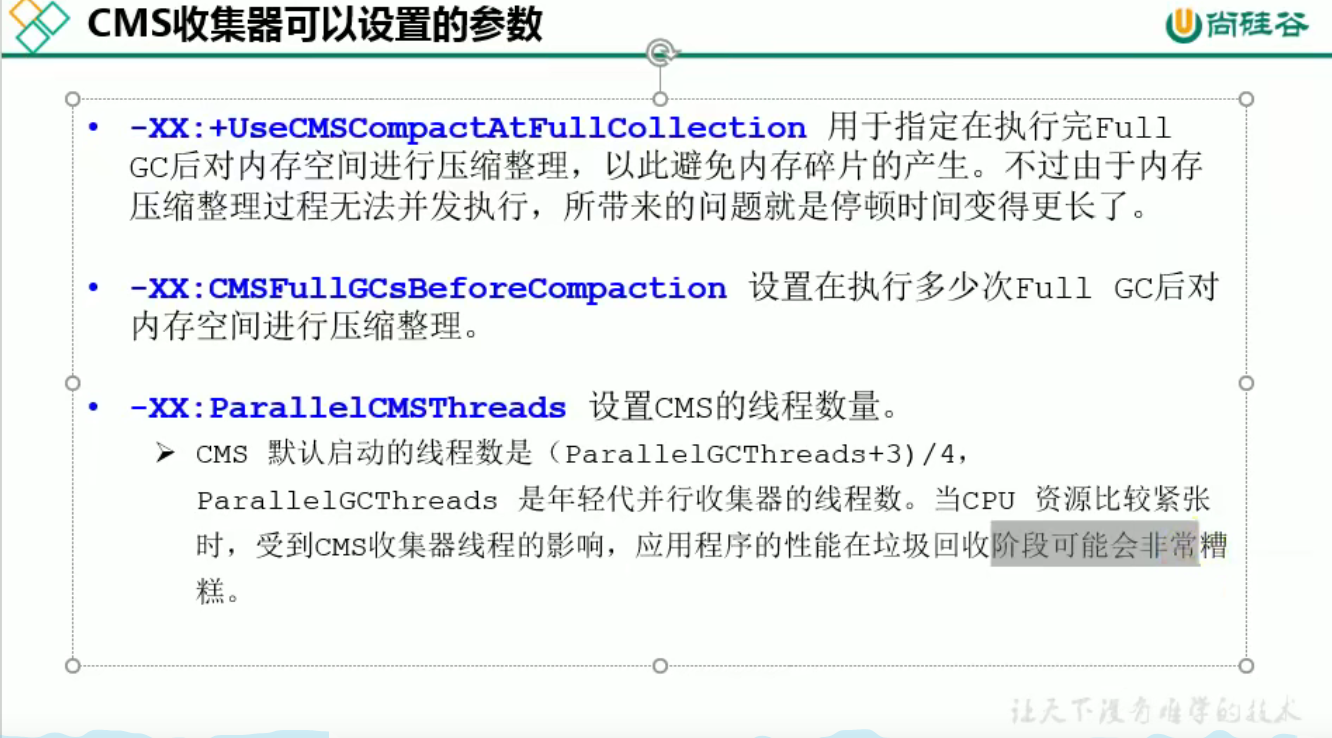 CMS收集器可以设置的参数
尚硅谷
• -XX:+UseCMSCompactAtFullCollection 用于指定在执行完Full
GC后对内存空间进行压缩整理，以此避免内存碎片的产生。不过由于内存
压缩整理过程无法并发执行，所带来的问题就是停顿时间变得更长了。
• -XX:CMSFullGCsBeforeCompaction 设置在执行多少次Full GC后对
内存空间进行压缩整理。
• -XX:ParallelCMSThreads 设置CMS的线程数量。
➢ CMS 默认启动的线程数是（ParallelGCThreads+3)/4，
ParallelGCThreads 是年轻代并行收集器的线程数。当CPU 资源比较紧张
时，受到CMS收集器线程的影响，应用程序的性能在垃圾回收阶段可能会非常糟
糕。
让天下没有难学的技术